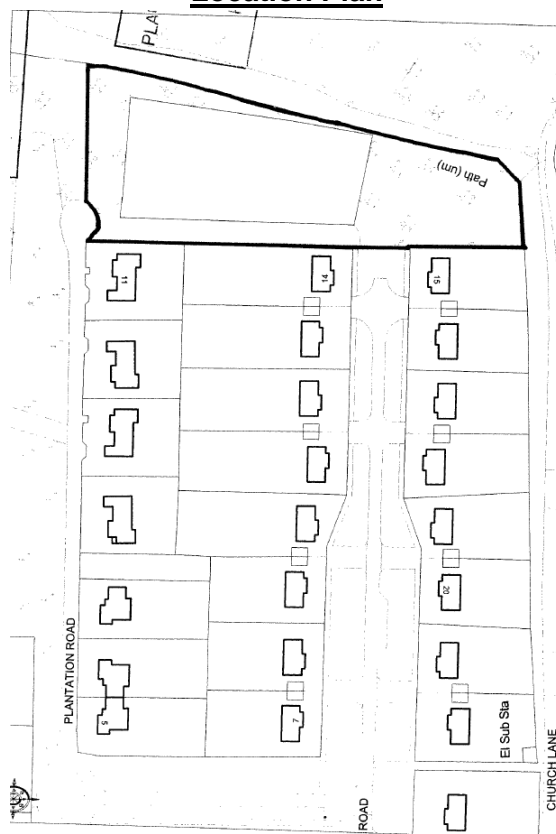 Location Plan
PLA
Path (um)
11
14
15
20
PLANTATION ROAD
5
7
El Sub Sta
ROAD
CHURCH LANE